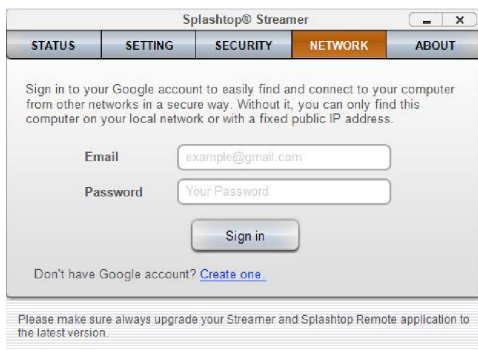 Splashtop® Streamer
STATUS SETTING SECURITY NETWORK ABOUT
Sign in to your Google account to easily find and connect to your computer
from other networks in a secure way. Without it, you can only find this
computer on your local network or with a fixed public IP address.
Email example@gmail.com
Password Your Password
Sign in
Don't have Google account? Create one.
Please make sure always upgrade your Streamer and Splashtop Remote application to
the latest version.